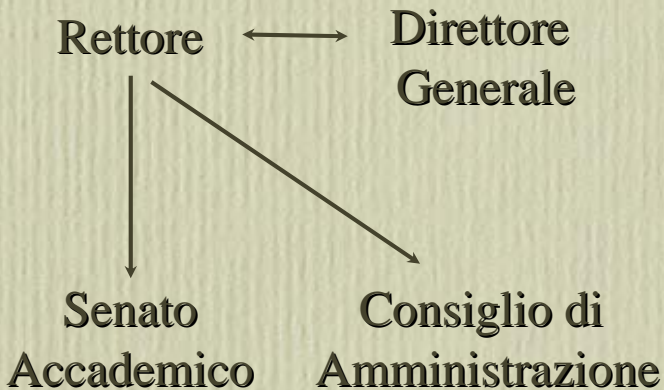 Rettore
Direttore
Generale
Senato
Accademico
Consiglio di
Amministrazione